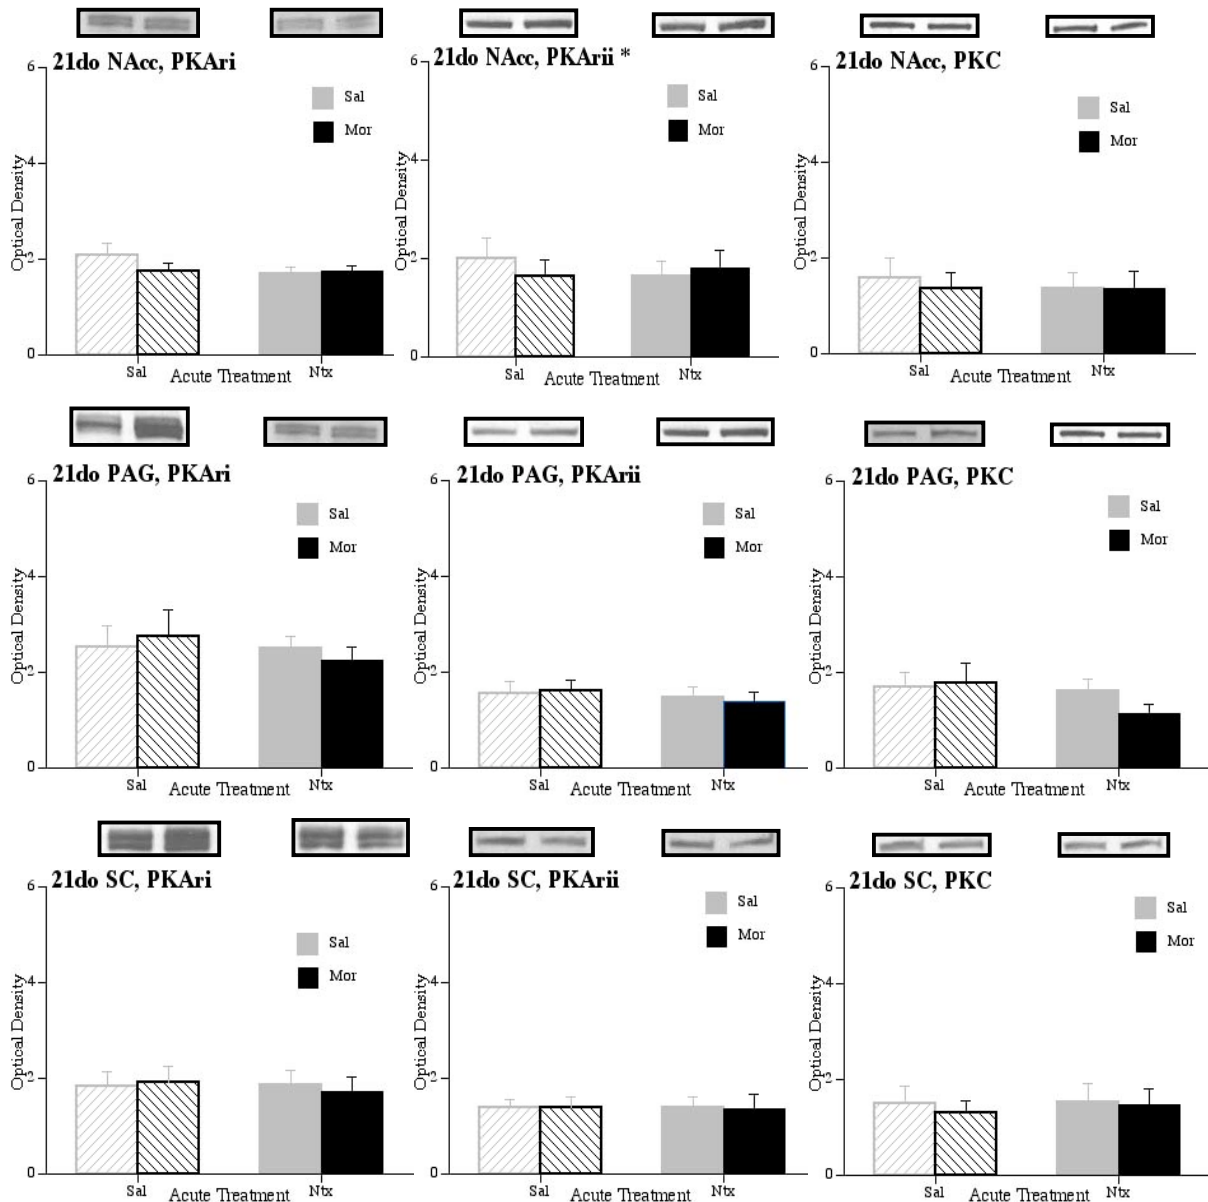 21do NAcc, PKAri
Sal
Mor
6
4
2
0
Optical Density
Sal
Acute Treatment
Ntx
21do NAcc, PKArii *
Sal
Mor
6
4
2
0
Optical Density
Sal
Acute Treatment
Ntx
21do NAcc, PKC
Sal
Mor
6
4
2
0
Optical Density
Sal
Acute Treatment
Ntx
21do PAG, PKAri
Sal
Mor
6
4
2
0
Optical Density
Sal
Acute Treatment
Ntx
21do PAG, PKArii
Sal
Mor
6
4
2
0
Optical Density
Sal
Acute Treatment
Ntx
21do PAG, PKC
Sal
Mor
6
4
2
0
Optical Density
Sal
Acute Treatment
Ntx
21do SC, PKAri
Sal
Mor
6
4
2
0
Optical Density
Sal
Acute Treatment
Ntx
21do SC, PKArii
Sal
Mor
6
4
2
0
Optical Density
Sal
Acute Treatment
Ntx
21do SC, PKC
Sal
Mor
6
4
2
0
Optical Density
Sal
Acute Treatment
Ntx